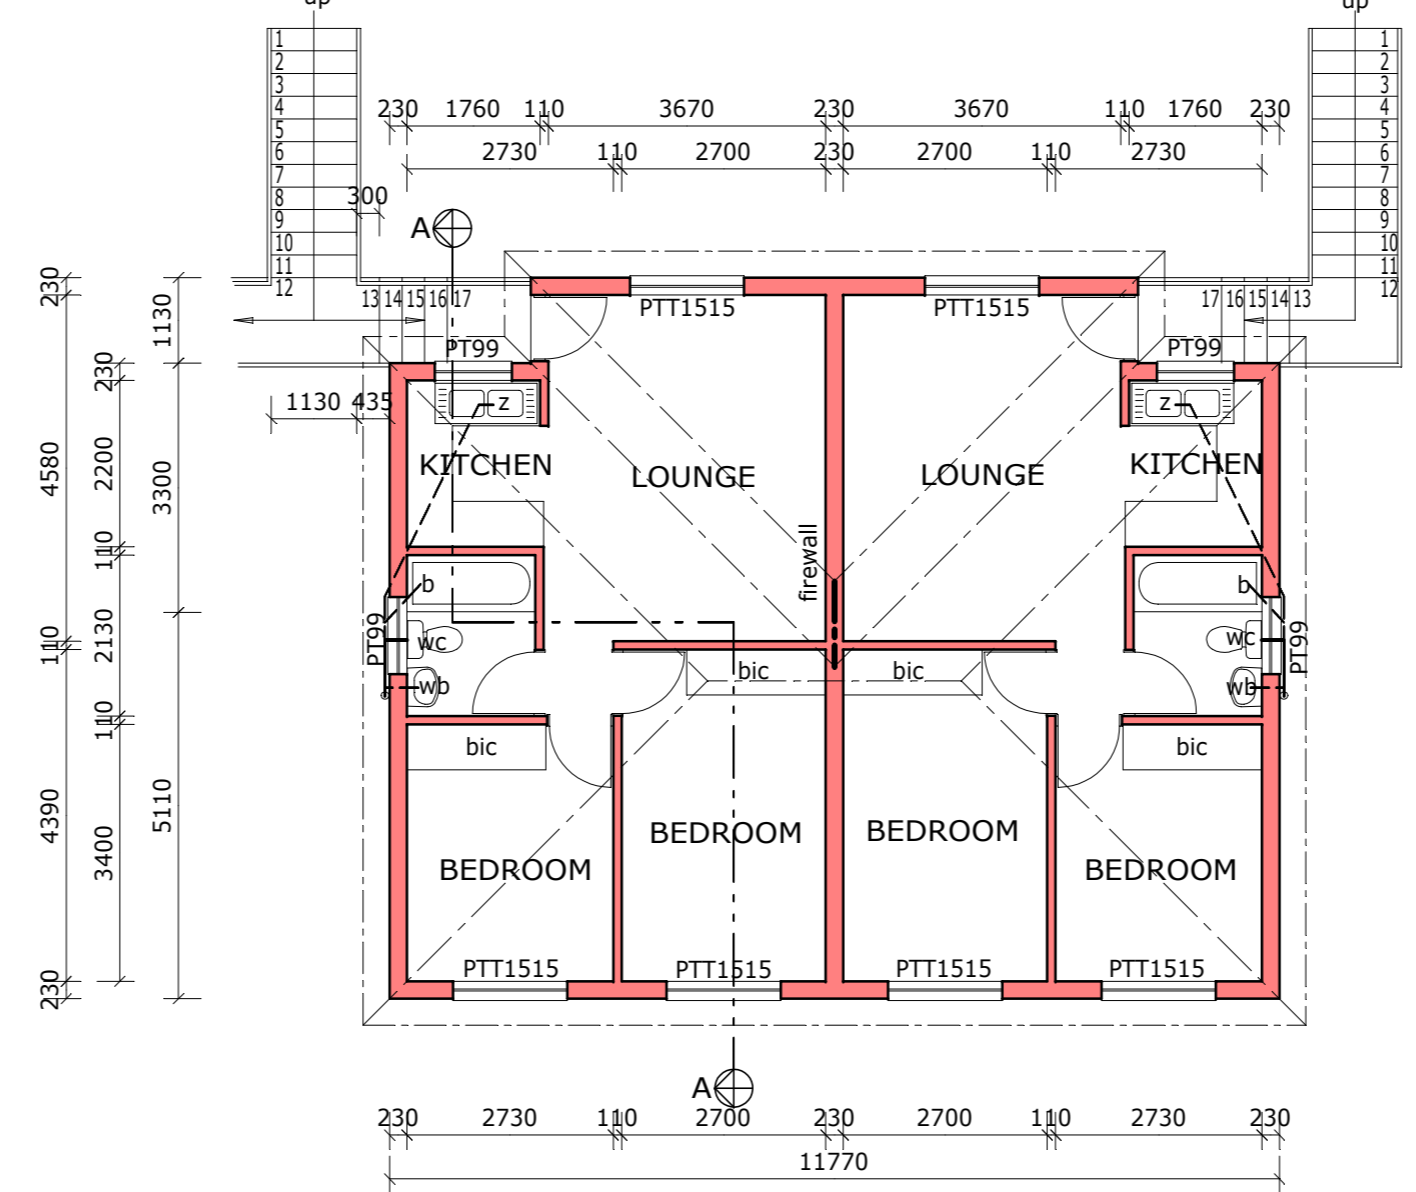 up
up
1
2
3
4
5
6
7
8
9
10
11
12
13 14 15 16 17
1
2
3
4
5
6
7
8
9
10
11
12
17 16 15 14 13
230 1760 110 3670 230 3670 110 1760 230
2730 110 2700 230 2700 110 2730
300
A
PTT1515
PTT1515
PT99
PT99
1130 435
z
z
KITCHEN
LOUNGE
LOUNGE
KITCHEN
firewall
b
b
PT99
wc
wc
PT99
wb
wb
bic
bic
bic
bic
BEDROOM
BEDROOM
BEDROOM
BEDROOM
PTT1515
PTT1515
PTT1515
PTT1515
A
230 4580 110 4390 230
230 2200 110 2130 110 3400
1130 3300 5110
230 2730 110 2700 230 2700 110 2730 230
11770